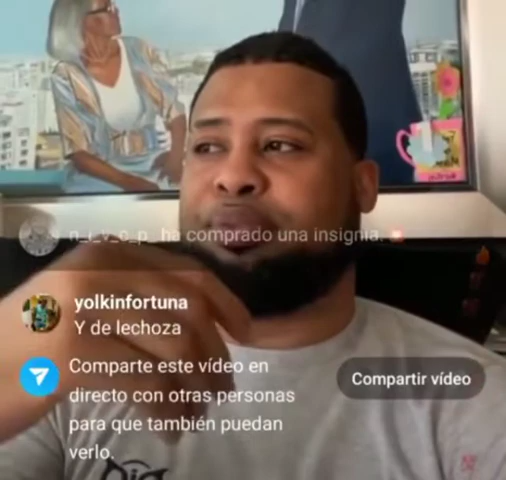 n_i_v_c_p_ ha comprado una insignia.
yolkinfortuna
Y de lechoza
Comparte este vídeo en
directo con otras personas
para que también puedan
verlo.
Compartir vídeo